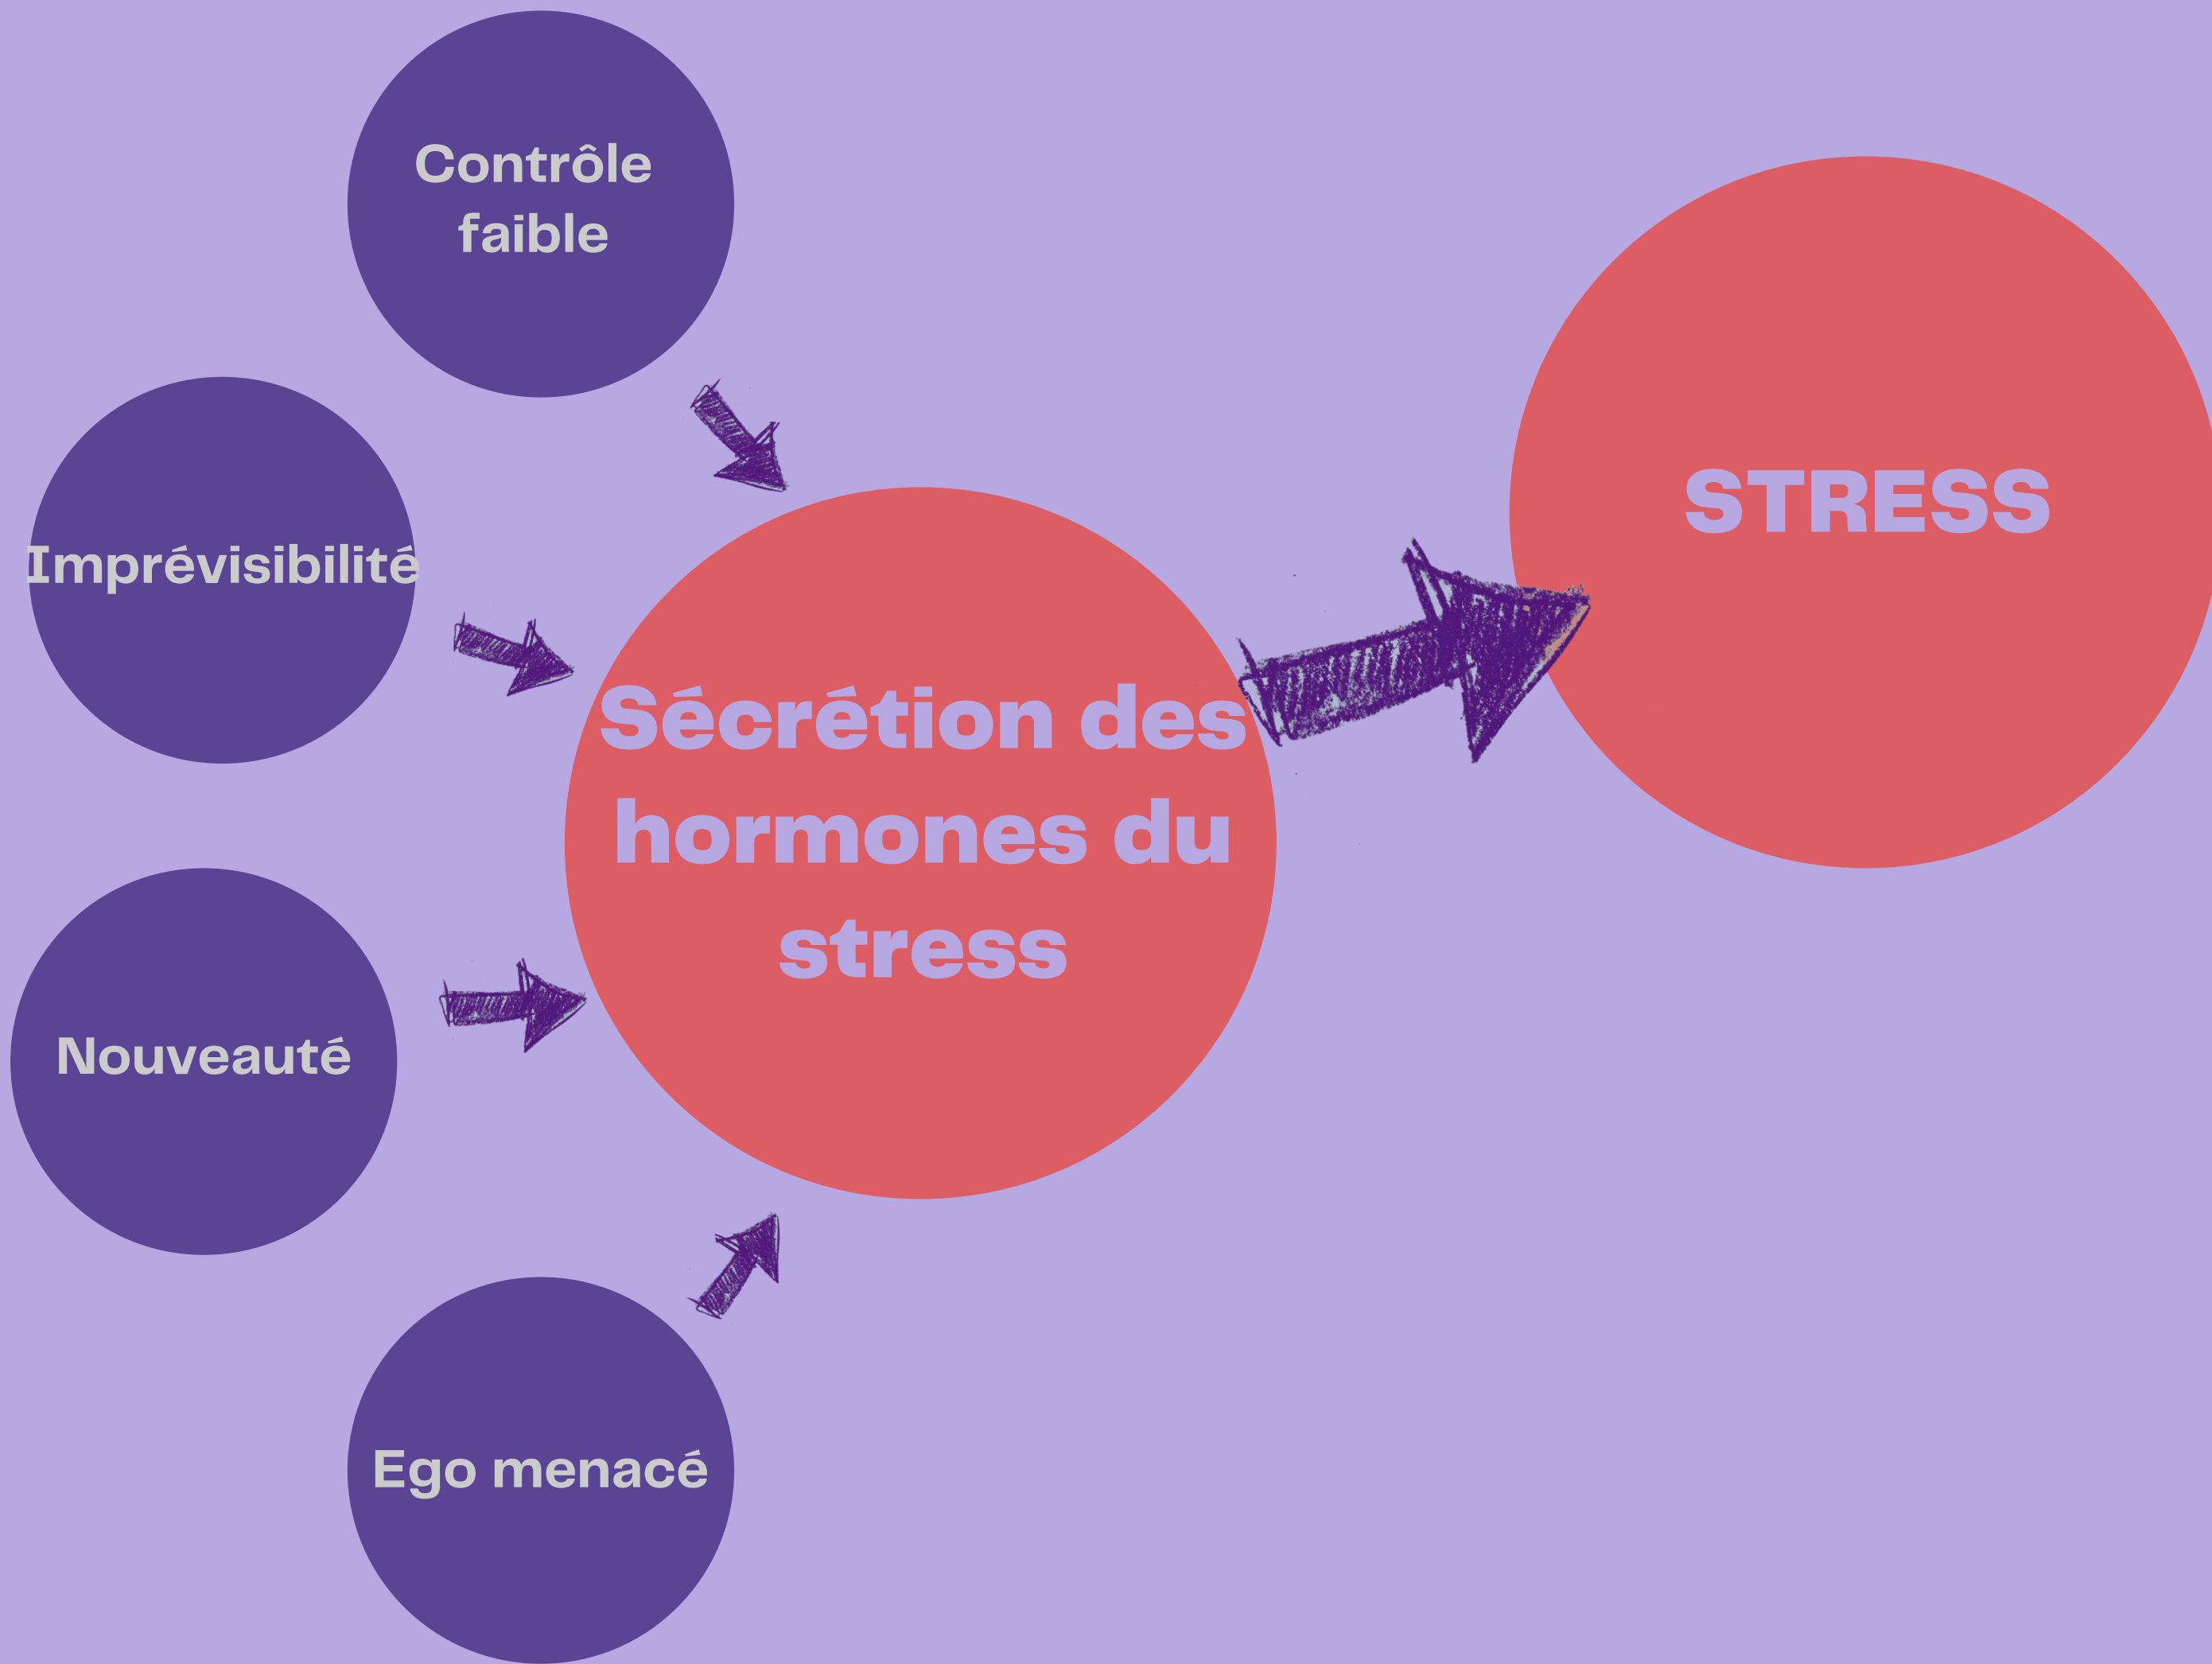 Contrôle
faible
Imprévisibilité
Nouveauté
Ego menacé
Sécrétion des
hormones du
stress
STRESS